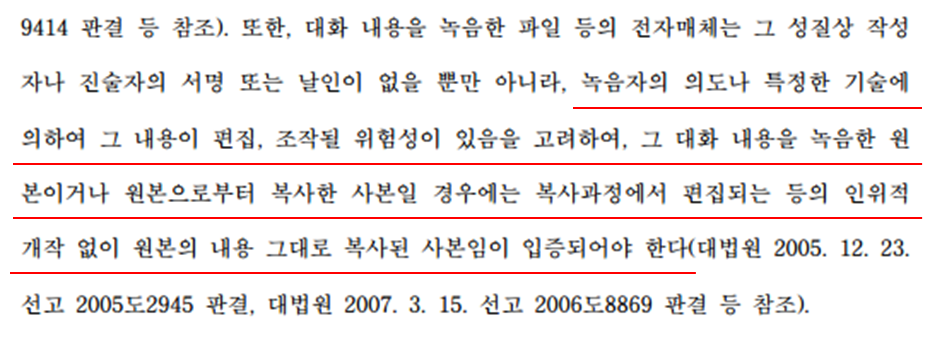 9414 판결 등 참조). 또한, 대화 내용을 녹음한 파일 등의 전자매체는 그 성질상 작성
자나 진술자의 서명 또는 날인이 없을 뿐만 아니라, 녹음자의 의도나 특정한 기술에
의하여 그 내용이 편집, 조작될 위험성이 있음을 고려하여, 그 대화 내용을 녹음한 원
본이거나 원본으로부터 복사한 사본일 경우에는 복사과정에서 편집되는 등의 인위적
개작 없이 원본의 내용 그대로 복사된 사본임이 입증되어야 한다(대법원 2005. 12. 23.
선고 2005도2945 판결, 대법원 2007. 3. 15. 선고 2006도8869 판결 등 참조).